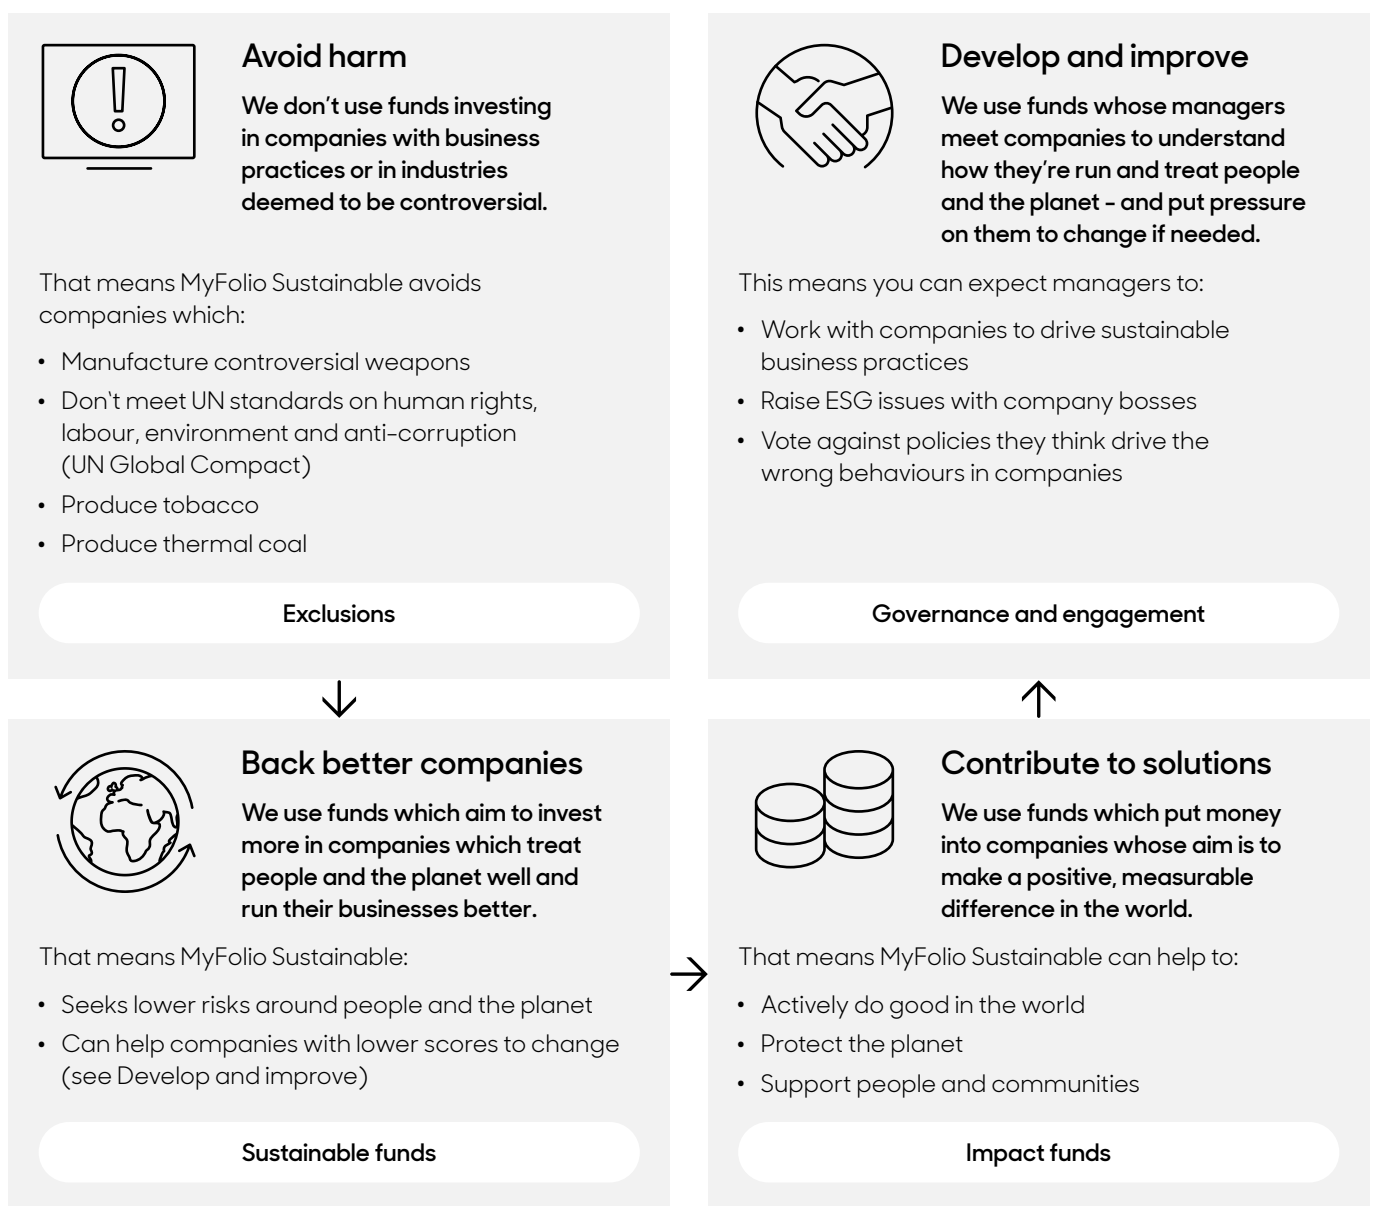 Avoid harm
We don't use funds investing
in companies with business
practices or in industries
deemed to be controversial.
That means MyFolio Sustainable avoids
companies which:
• Manufacture controversial weapons
• Don‛t meet UN standards on human rights,
labour, environment and anti-corruption
(UN Global Compact)
• Produce tobacco
• Produce thermal coal
Exclusions
Back better companies
We use funds which aim to invest
more in companies which treat
people and the planet well and
run their businesses better.
That means MyFolio Sustainable:
• Seeks lower risks around people and the planet
• Can help companies with lower scores to change
(see Develop and improve)
Sustainable funds
Contribute to solutions
We use funds which put money
into companies whose aim is to
make a positive, measurable
difference in the world.
That means MyFolio Sustainable can help to:
• Actively do good in the world
• Protect the planet
• Support people and communities
Impact funds
Develop and improve
We use funds whose managers
meet companies to understand
how they're run and treat people
and the planet – and put pressure
on them to change if needed.
This means you can expect managers to:
• Work with companies to drive sustainable
business practices
• Raise ESG issues with company bosses
• Vote against policies they think drive the
wrong behaviours in companies
Governance and engagement